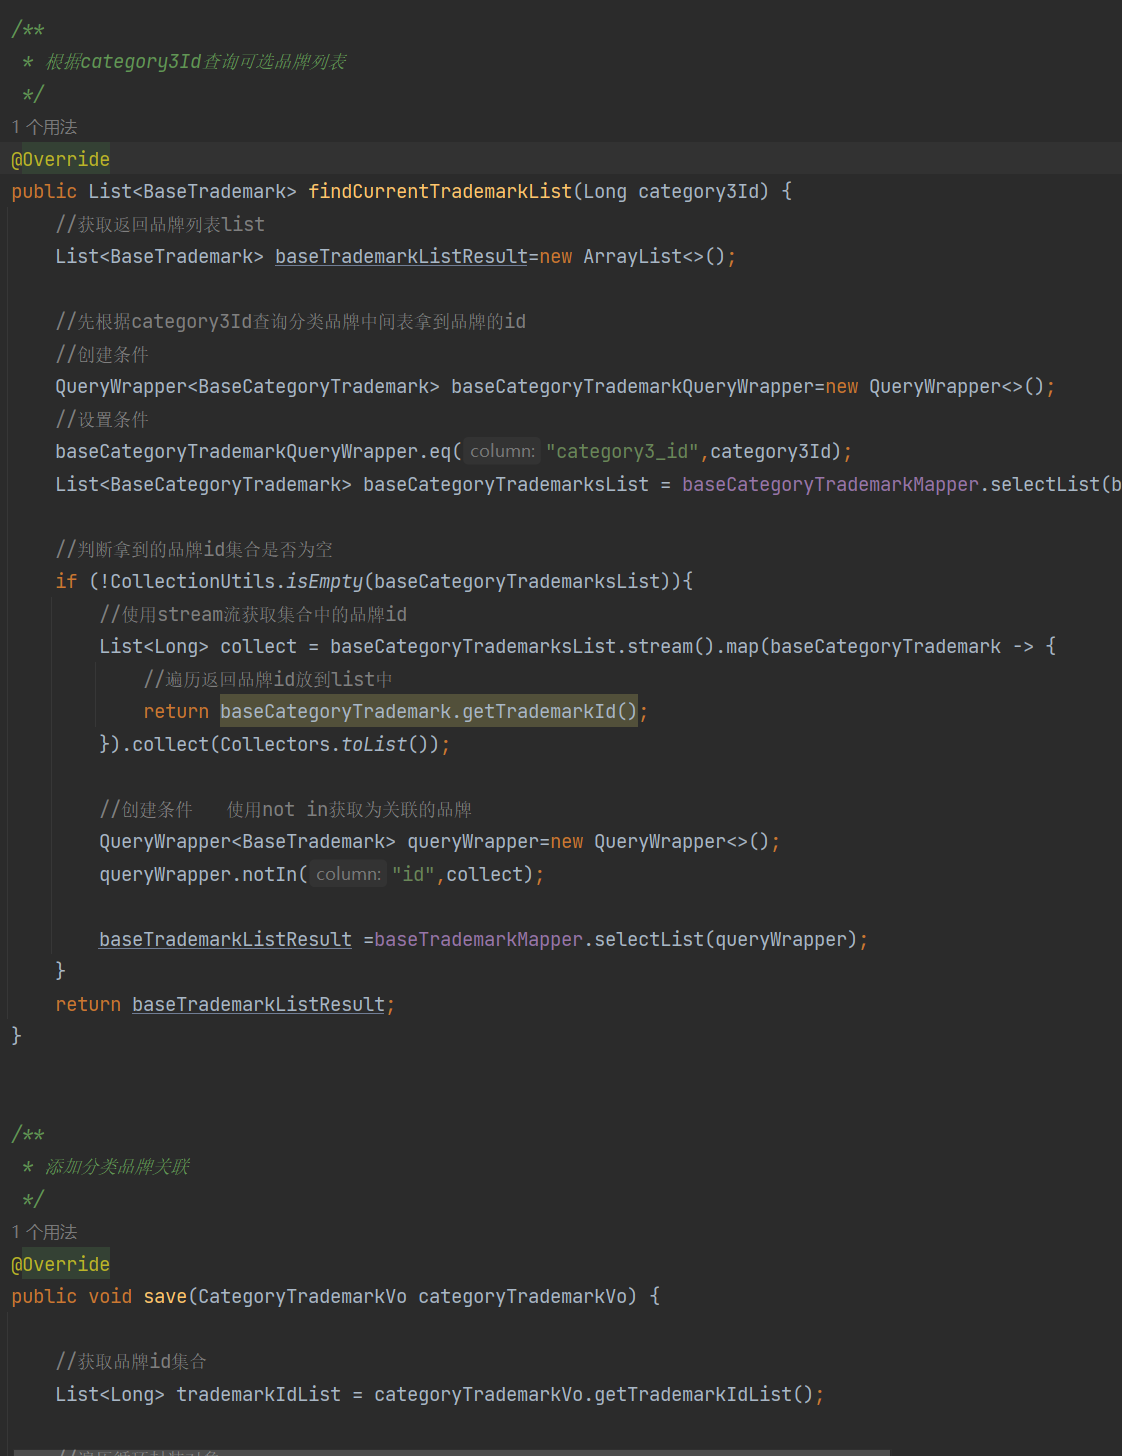 /**
 * 根据category3Id查询可选品牌列表
 */
1 个用法
@Override
public List<BaseTrademark> findCurrentTrademarkList(Long category3Id) {
    //获取返回品牌列表list
    List<BaseTrademark> baseTrademarkListResult=new ArrayList<>();

    //先根据category3Id查询分类品牌中间表拿到品牌的id
    //创建条件
    QueryWrapper<BaseCategoryTrademark> baseCategoryTrademarkQueryWrapper=new QueryWrapper<>();
    //设置条件
    baseCategoryTrademarkQueryWrapper.eq( column: "category3_id",category3Id);
    List<BaseCategoryTrademark> baseCategoryTrademarksList = baseCategoryTrademarkMapper.selectList(b

    //判断拿到的品牌id集合是否为空
    if (!CollectionUtils.isEmpty(baseCategoryTrademarksList)){
        //使用stream流获取集合中的品牌id
        List<Long> collect = baseCategoryTrademarksList.stream().map(baseCategoryTrademark -> {
            //遍历返回品牌id放到list中
            return baseCategoryTrademark.getTrademarkId();
        }).collect(Collectors.toList());

        //创建条件   使用not in获取为关联的品牌
        QueryWrapper<BaseTrademark> queryWrapper=new QueryWrapper<>();
        queryWrapper.notIn( column: "id",collect);

        baseTrademarkListResult =baseTrademarkMapper.selectList(queryWrapper);
    }
    return baseTrademarkListResult;
}

/**
 * 添加分类品牌关联
 */
1 个用法
@Override
public void save(CategoryTrademarkVo categoryTrademarkVo) {

    //获取品牌id集合
    List<Long> trademarkIdList = categoryTrademarkVo.getTrademarkIdList();